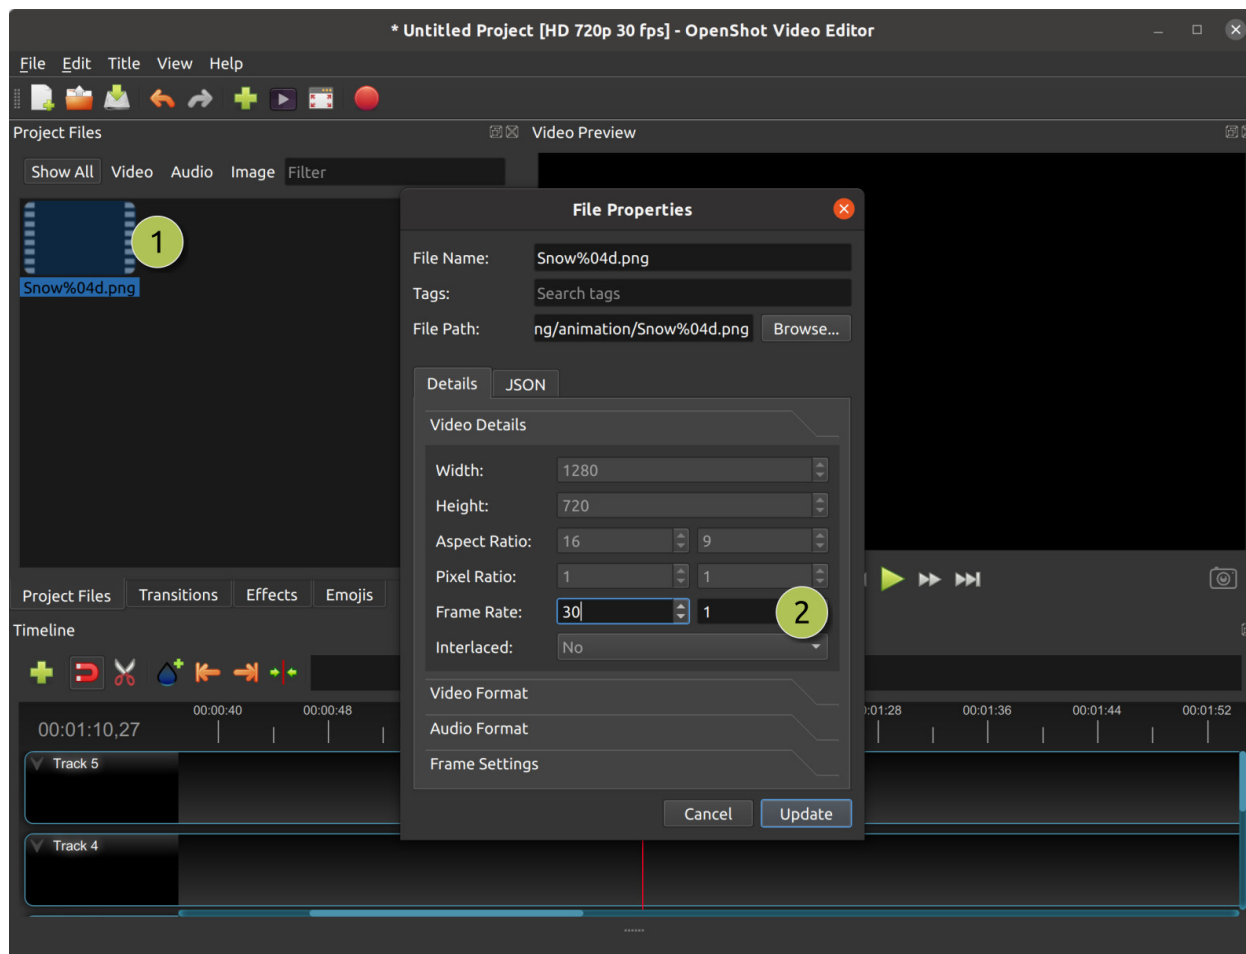 * Untitled Project [HD 720p 30 fps] - OpenShot Video Editor
File Edit Title View Help
Project Files
Video Preview
Show All Video Audio Image Filter
1
Snow%04d.png
File Properties
File Name: Snow%04d.png
Tags: Search tags
File Path: ng/animation/Snow%04d.png Browse...
Details JSON
Video Details
Width: 1280
Height: 720
Aspect Ratio: 16 9
Pixel Ratio: 1 1
Frame Rate: 30 1 2
Interlaced: No
Video Format
Audio Format
Frame Settings
Cancel Update
Project Files Transitions Effects Emojis
Timeline
00:01:10,27
00:00:40 00:00:48 :01:28 00:01:36 00:01:44 00:01:52
Track 5
Track 4